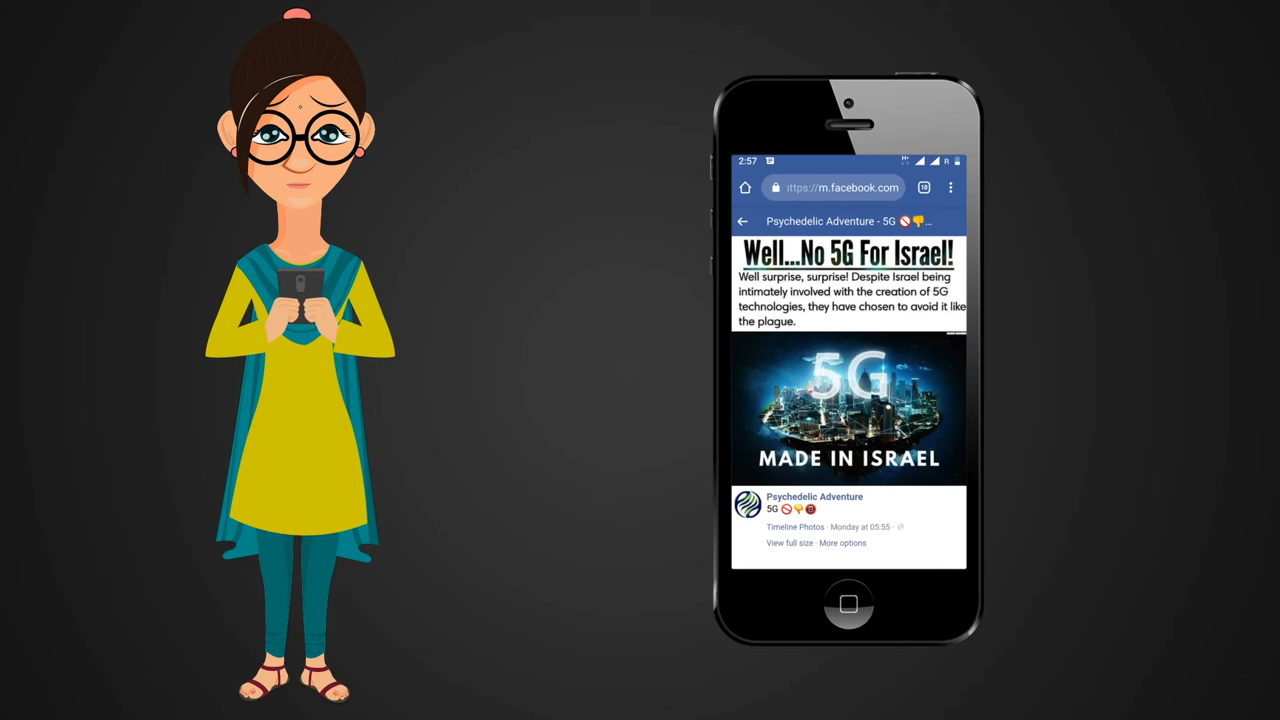 2:57
H+ R
ttps://m.facebook.com 19
Psychedelic Adventure - 5G 🚫👎...
Well...No 5G For Israel!
Well surprise, surprise! Despite Israel being
intimately involved with the creation of 5G
technologies, they have chosen to avoid it like
the plague.
5G
MADE IN ISRAEL
Psychedelic Adventure
5G 🚫👎📵
Timeline Photos · Monday at 05:55 ·
View full size · More options